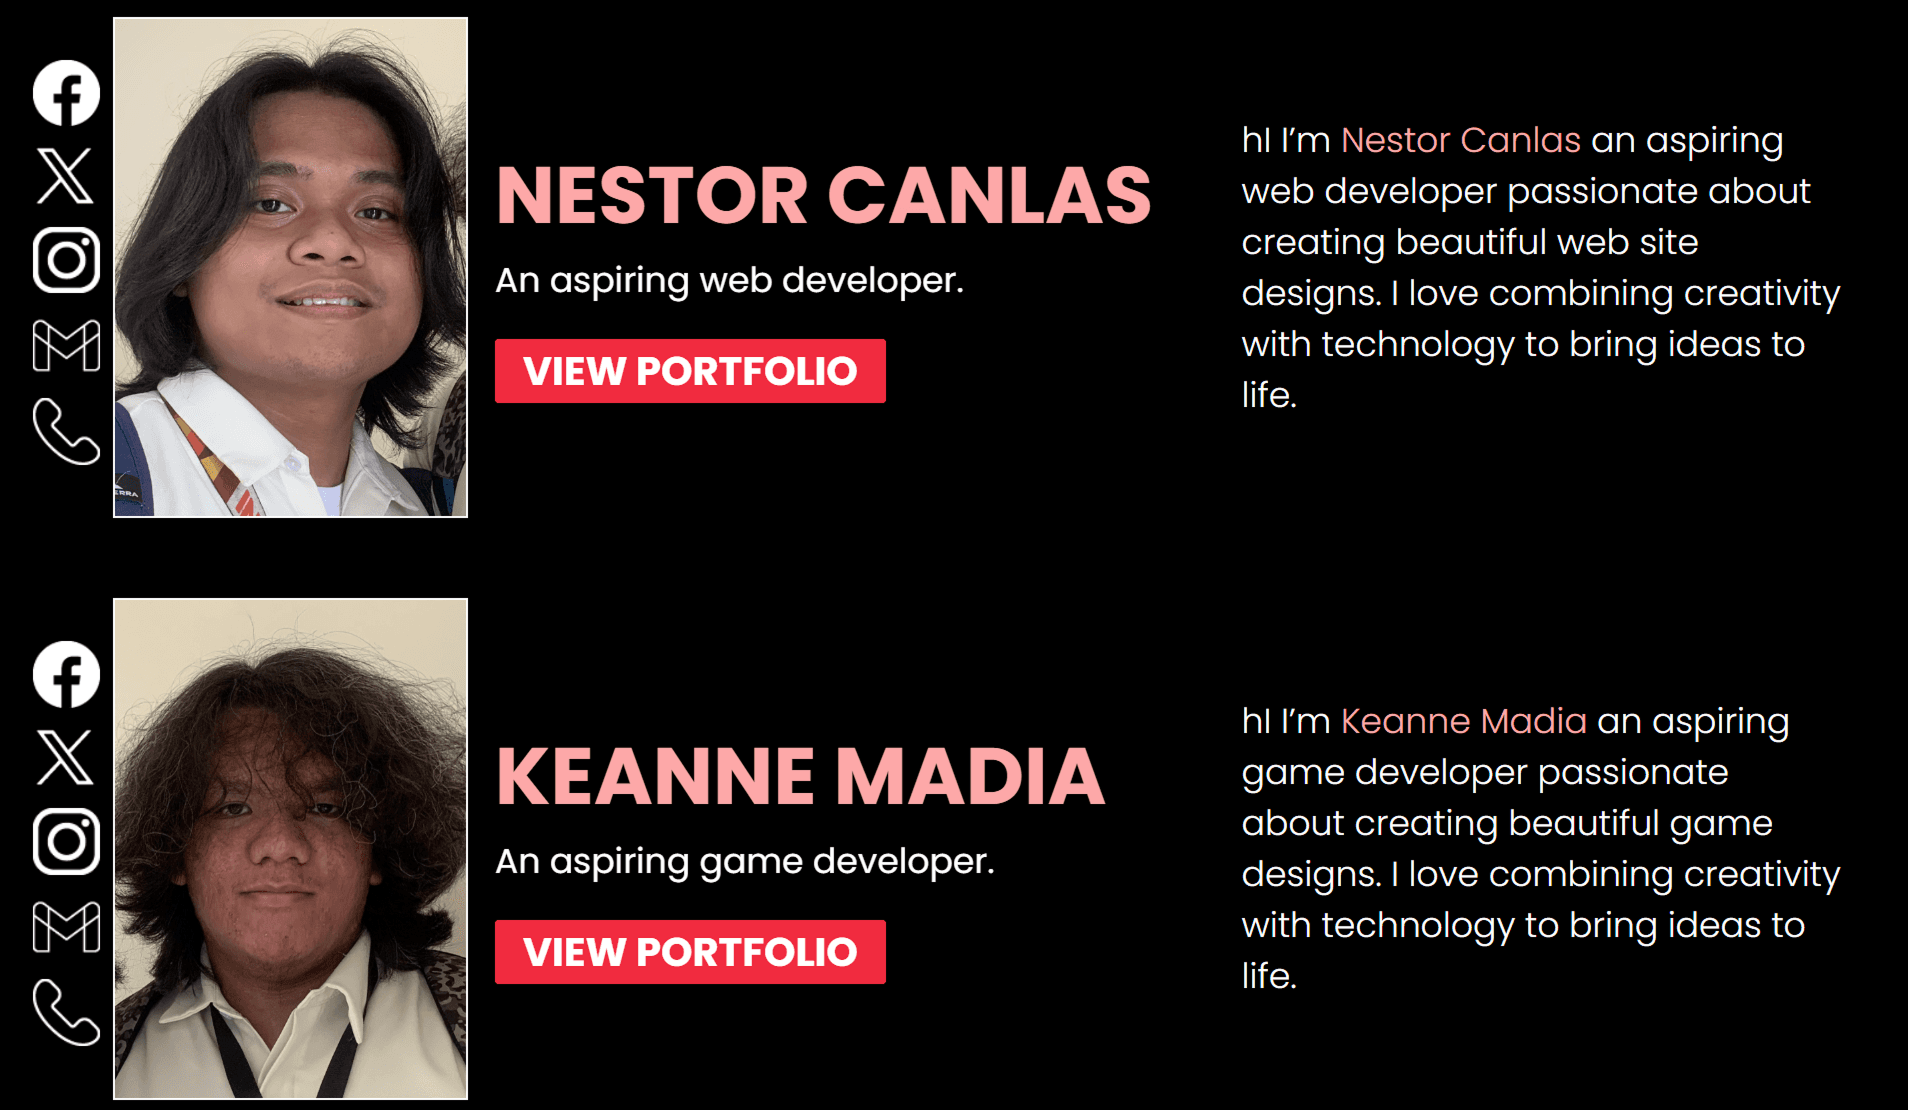 NESTOR CANLAS
An aspiring web developer.
VIEW PORTFOLIO
hI I’m Nestor Canlas an aspiring
web developer passionate about
creating beautiful web site
designs. I love combining creativity
with technology to bring ideas to
life.
KEANNE MADIA
An aspiring game developer.
VIEW PORTFOLIO
hI I’m Keanne Madia an aspiring
game developer passionate
about creating beautiful game
designs. I love combining creativity
with technology to bring ideas to
life.